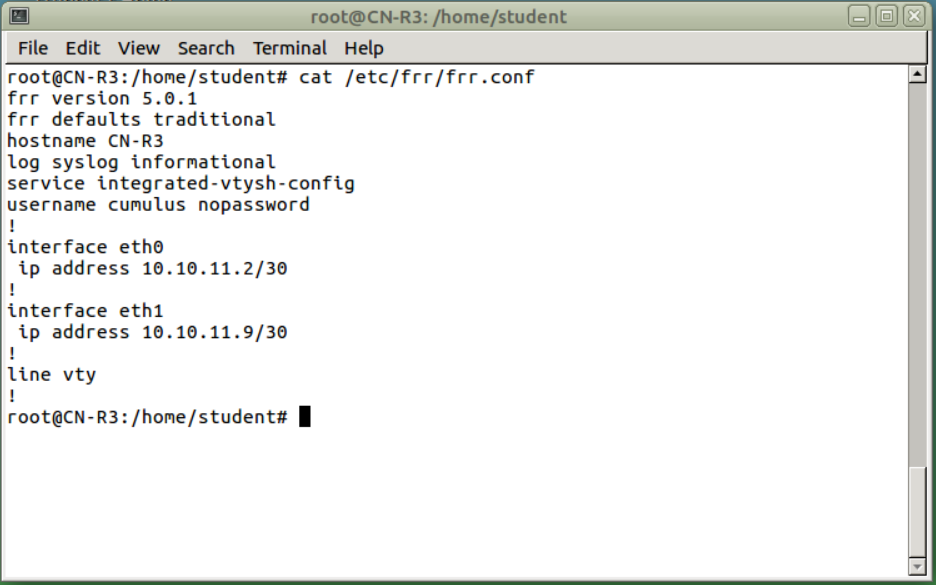 root@CN-R3: /home/student
File Edit View Search Terminal Help
root@CN-R3:/home/student# cat /etc/frr/frr.conf
frr version 5.0.1
frr defaults traditional
hostname CN-R3
log syslog informational
service integrated-vtysh-config
username cumulus nopassword
!
interface eth0
 ip address 10.10.11.2/30
!
interface eth1
 ip address 10.10.11.9/30
!
line vty
!
root@CN-R3:/home/student#